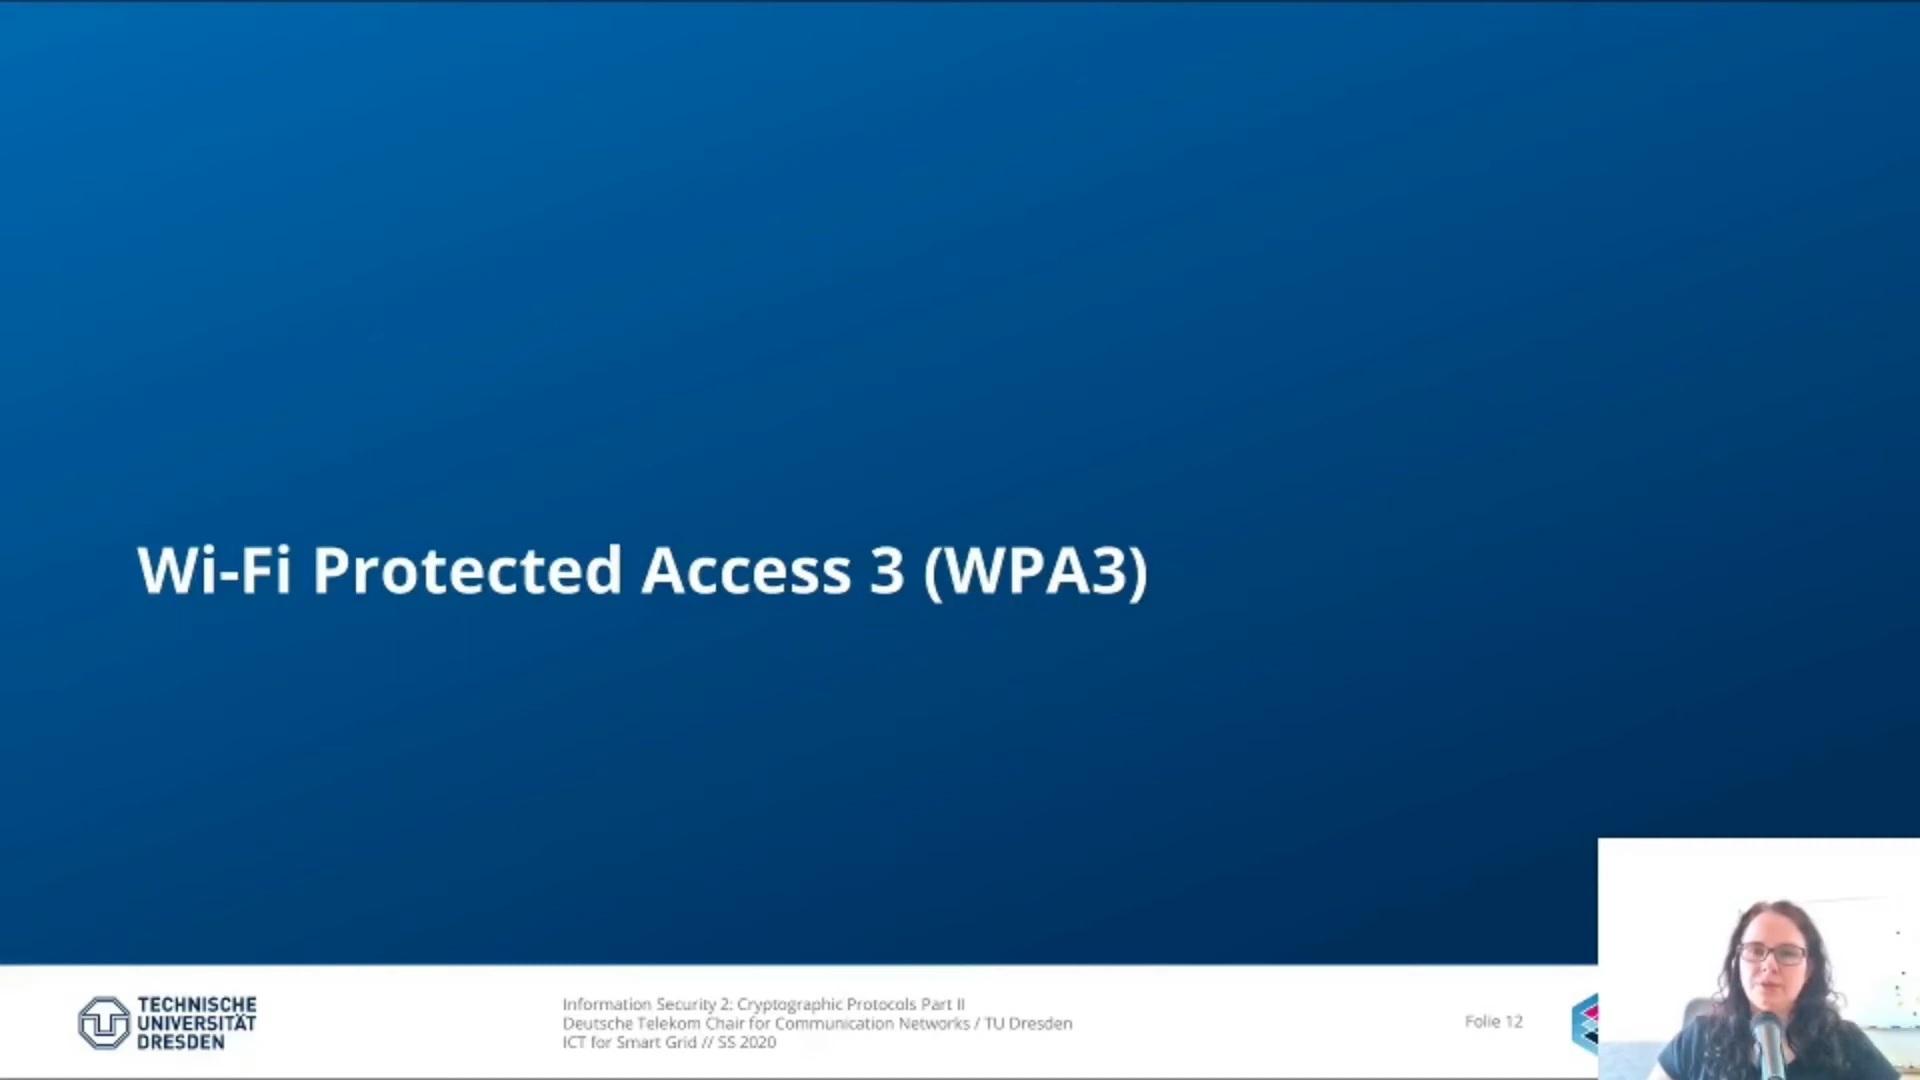 Wi-Fi Protected Access 3 (WPA3)
TECHNISCHE
UNIVERSITÄT
DRESDEN
Information Security 2: Cryptographic Protocols Part II
Deutsche Telekom Chair for Communication Networks / TU Dresden
ICT for Smart Grid // SS 2020
Folie 12